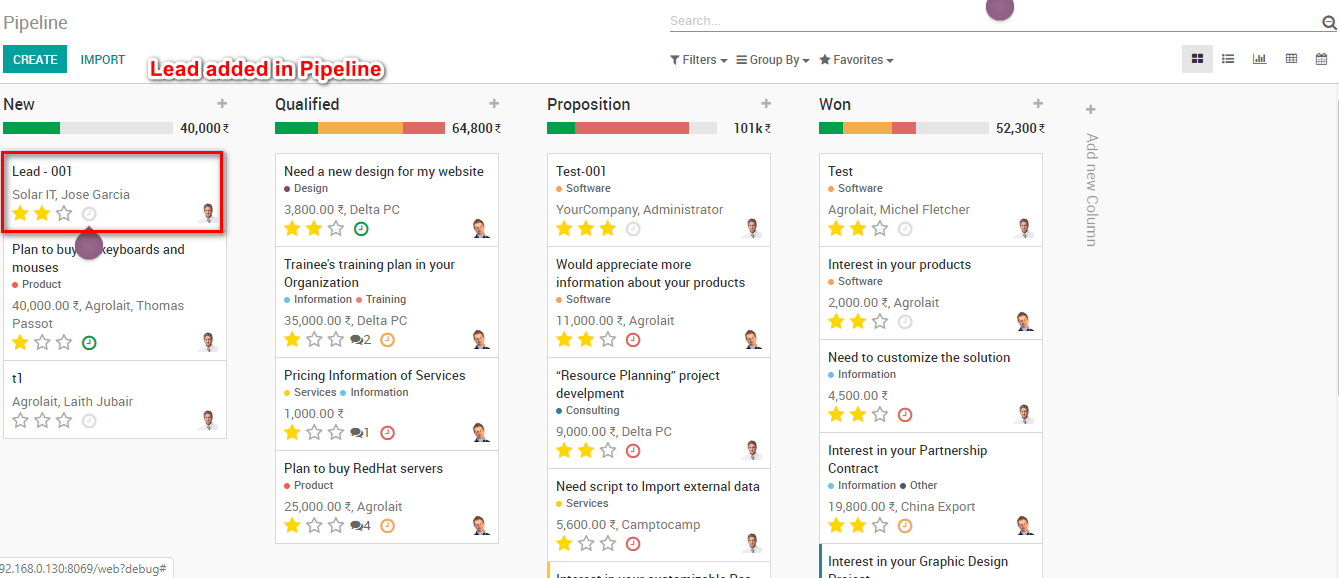 Pipeline
Search...
CREATE IMPORT
Lead added in Pipeline
Filters Group By Favorites
New
40,000 ₹
Lead - 001
Solar IT, Jose Garcia
Plan to buy keyboards and
mouses
Product
40,000.00 ₹, Agrolait, Thomas
Passot
t1
Agrolait, Laith Jubair
Qualified
64,800 ₹
Need a new design for my website
Design
3,800.00 ₹, Delta PC
Trainee's training plan in your
Organization
Information Training
35,000.00 ₹, Delta PC
2
Pricing Information of Services
Services Information
1,000.00 ₹
1
Plan to buy RedHat servers
Product
25,000.00 ₹, Agrolait
4
Proposition
101k ₹
Test-001
Software
YourCompany, Administrator
Would appreciate more
information about your products
Software
11,000.00 ₹, Agrolait
“Resource Planning” project
develpment
Consulting
9,000.00 ₹, Delta PC
Need script to Import external data
Services
5,600.00 ₹, Camptocamp
Interest in your customizable
Won
52,300 ₹
Test
Software
Agrolait, Michel Fletcher
Interest in your products
Software
2,000.00 ₹, Agrolait
Need to customize the solution
Information
4,500.00 ₹
Interest in your Partnership
Contract
Information Other
19,800.00 ₹, China Export
Interest in your Graphic Design
Project
Add new Column
92.168.0.130:8069/web?debug#